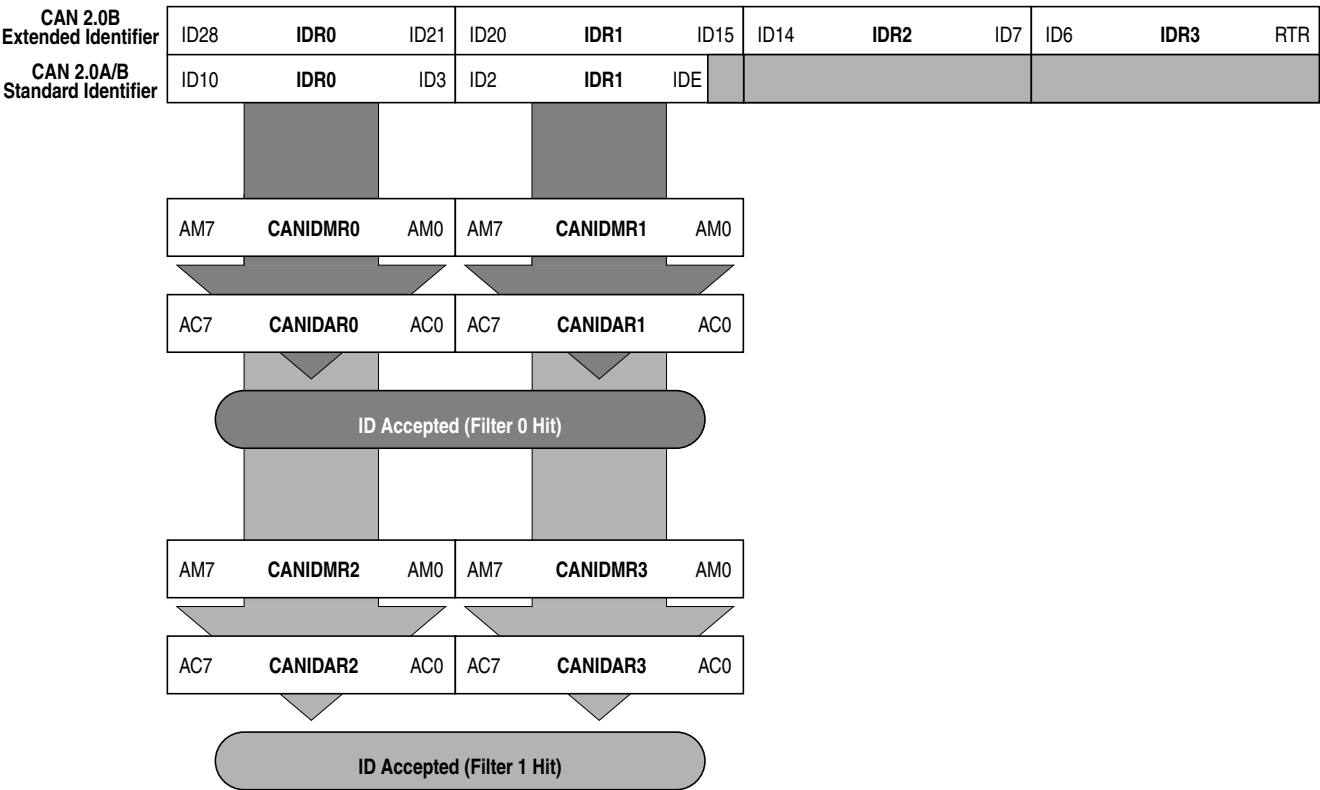 CAN 2.0B
Extended Identifier
ID28 IDR0 ID21 ID20 IDR1 ID15 ID14 IDR2 ID7 ID6 IDR3 RTR
CAN 2.0A/B
Standard Identifier
ID10 IDR0 ID3 ID2 IDR1 IDE
AM7 CANIDMR0 AM0 AM7 CANIDMR1 AM0
AC7 CANIDAR0 AC0 AC7 CANIDAR1 AC0
ID Accepted (Filter 0 Hit)
AM7 CANIDMR2 AM0 AM7 CANIDMR3 AM0
AC7 CANIDAR2 AC0 AC7 CANIDAR3 AC0
ID Accepted (Filter 1 Hit)